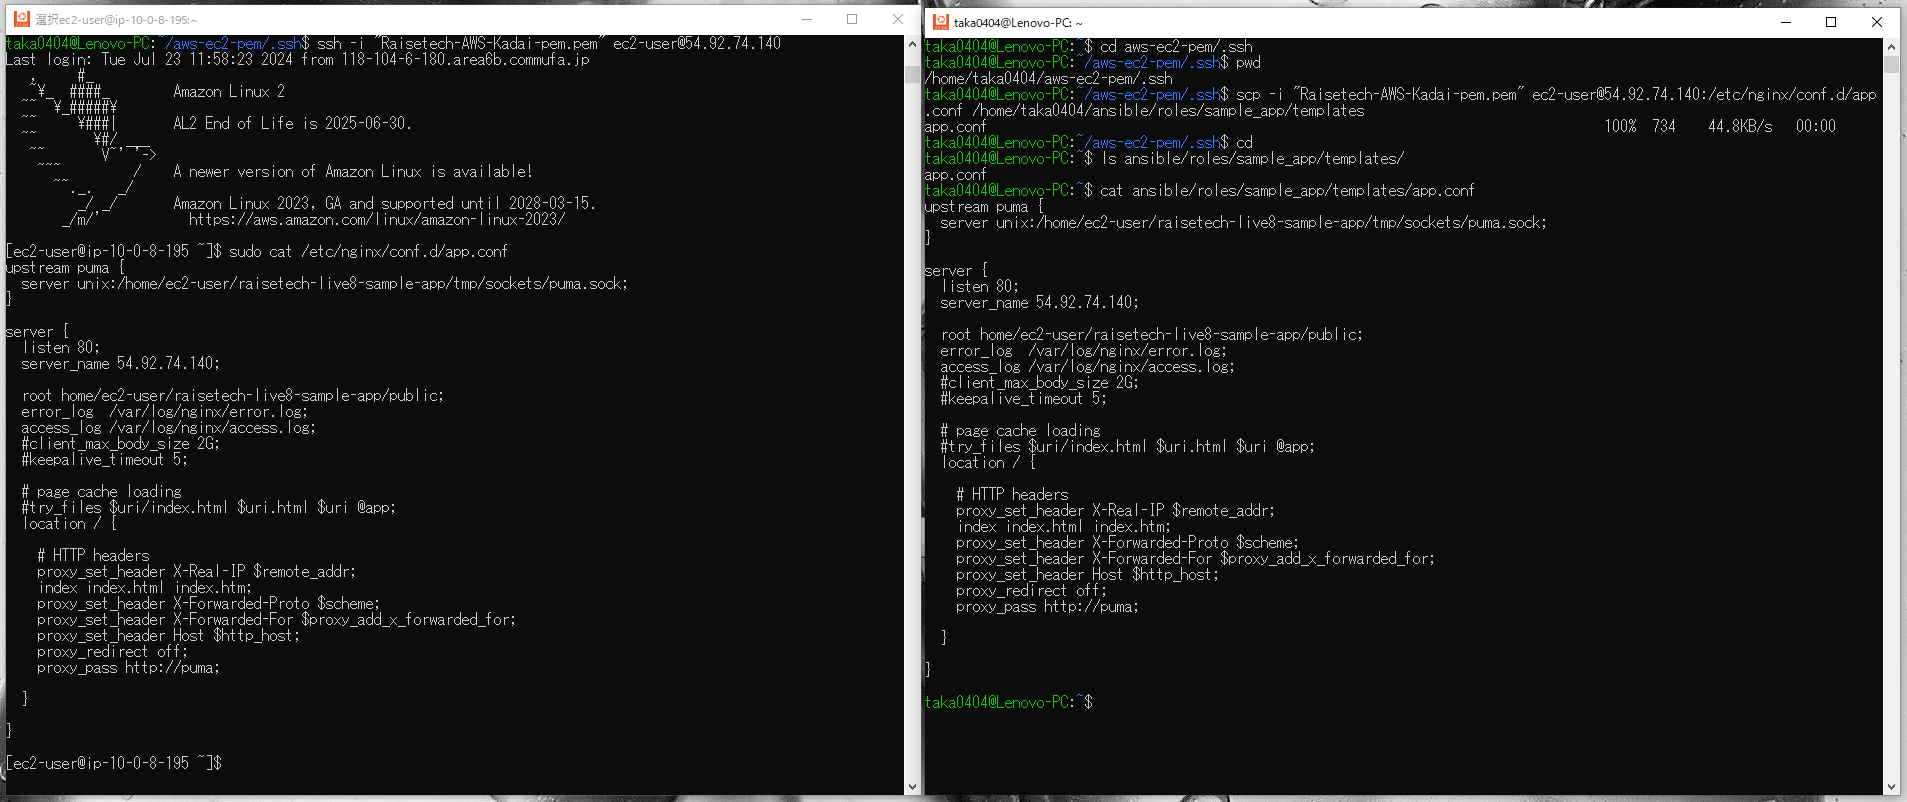 選択ec2-user@ip-10-0-8-195:~
taka0404@Lenovo-PC:~/aws-ec2-pem/.ssh$ ssh -i "Raisetech-AWS-Kadai-pem.pem" ec2-user@54.92.74.140
Last login: Tue Jul 23 11:58:23 2024 from 118-104-6-180.area6b.commufa.jp
   ,     #_
   ~¥_  ####_        Amazon Linux 2
  ~~  ¥_#####¥
  ~~     ¥###|       AL2 End of Life is 2025-06-30.
  ~~       ¥#/ ___
   ~~       V~' '->
    ~~~         /    A newer version of Amazon Linux is available!
      ~~._.   _/
         _/ _/       Amazon Linux 2023, GA and supported until 2028-03-15.
       _/m/'           https://aws.amazon.com/linux/amazon-linux-2023/
[ec2-user@ip-10-0-8-195 ~]$ sudo cat /etc/nginx/conf.d/app.conf
upstream puma {
  server unix:/home/ec2-user/raisetech-live8-sample-app/tmp/sockets/puma.sock;
}
server {
  listen 80;
  server_name 54.92.74.140;
  root home/ec2-user/raisetech-live8-sample-app/public;
  error_log  /var/log/nginx/error.log;
  access_log /var/log/nginx/access.log;
  #client_max_body_size 2G;
  #keepalive_timeout 5;
  # page cache loading
  #try_files $uri/index.html $uri.html $uri @app;
  location / {
    # HTTP headers
    proxy_set_header X-Real-IP $remote_addr;
    index index.html index.htm;
    proxy_set_header X-Forwarded-Proto $scheme;
    proxy_set_header X-Forwarded-For $proxy_add_x_forwarded_for;
    proxy_set_header Host $http_host;
    proxy_redirect off;
    proxy_pass http://puma;
  }
}
[ec2-user@ip-10-0-8-195 ~]$
taka0404@Lenovo-PC: ~
taka0404@Lenovo-PC:~$ cd aws-ec2-pem/.ssh
taka0404@Lenovo-PC:~/aws-ec2-pem/.ssh$ pwd
/home/taka0404/aws-ec2-pem/.ssh
taka0404@Lenovo-PC:~/aws-ec2-pem/.ssh$ scp -i "Raisetech-AWS-Kadai-pem.pem" ec2-user@54.92.74.140:/etc/nginx/conf.d/app
.conf /home/taka0404/ansible/roles/sample_app/templates
app.conf                                                                              100%  734    44.8KB/s   00:00
taka0404@Lenovo-PC:~/aws-ec2-pem/.ssh$ cd
taka0404@Lenovo-PC:~$ ls ansible/roles/sample_app/templates/
app.conf
taka0404@Lenovo-PC:~$ cat ansible/roles/sample_app/templates/app.conf
upstream puma {
  server unix:/home/ec2-user/raisetech-live8-sample-app/tmp/sockets/puma.sock;
}
server {
  listen 80;
  server_name 54.92.74.140;
  root home/ec2-user/raisetech-live8-sample-app/public;
  error_log  /var/log/nginx/error.log;
  access_log /var/log/nginx/access.log;
  #client_max_body_size 2G;
  #keepalive_timeout 5;
  # page cache loading
  #try_files $uri/index.html $uri.html $uri @app;
  location / {
    # HTTP headers
    proxy_set_header X-Real-IP $remote_addr;
    index index.html index.htm;
    proxy_set_header X-Forwarded-Proto $scheme;
    proxy_set_header X-Forwarded-For $proxy_add_x_forwarded_for;
    proxy_set_header Host $http_host;
    proxy_redirect off;
    proxy_pass http://puma;
  }
}
taka0404@Lenovo-PC:~$